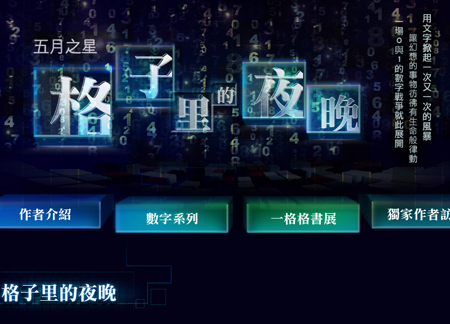 五月之星
格子里的夜晚
用文字掀起一次又一次的風暴
讓幻想的事物彷彿有生命般律動
一場0與1的數字戰爭就此展開
作者介紹
數字系列
一格格書展
獨家作者訪
格子里的夜晚